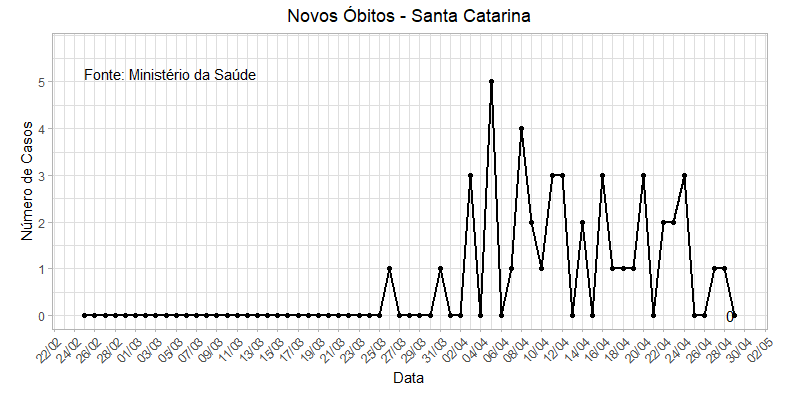 Novos Óbitos - Santa Catarina
Fonte: Ministério da Saúde
Número de Casos
5
4
3
2
1
0
0
22/02 24/02 26/02 28/02 01/03 03/03 05/03 07/03 09/03 11/03 13/03 15/03 17/03 19/03 21/03 23/03 25/03 27/03 29/03 31/03 02/04 04/04 06/04 08/04 10/04 12/04 14/04 16/04 18/04 20/04 22/04 24/04 26/04 28/04 30/04 02/05
Data